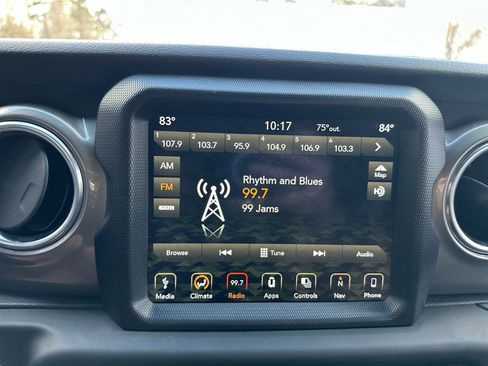 83° 10:17 75°out. 84°
1 2 3 4 5 6
107.9 103.7 95.9 104.9 106.9 103.3
AM
Map
Rhythm and Blues
FM 99.7 HD
99 Jams
sxm
Browse Tune Audio
99.7 N
Media Climate Radio Apps Controls Nav Phone